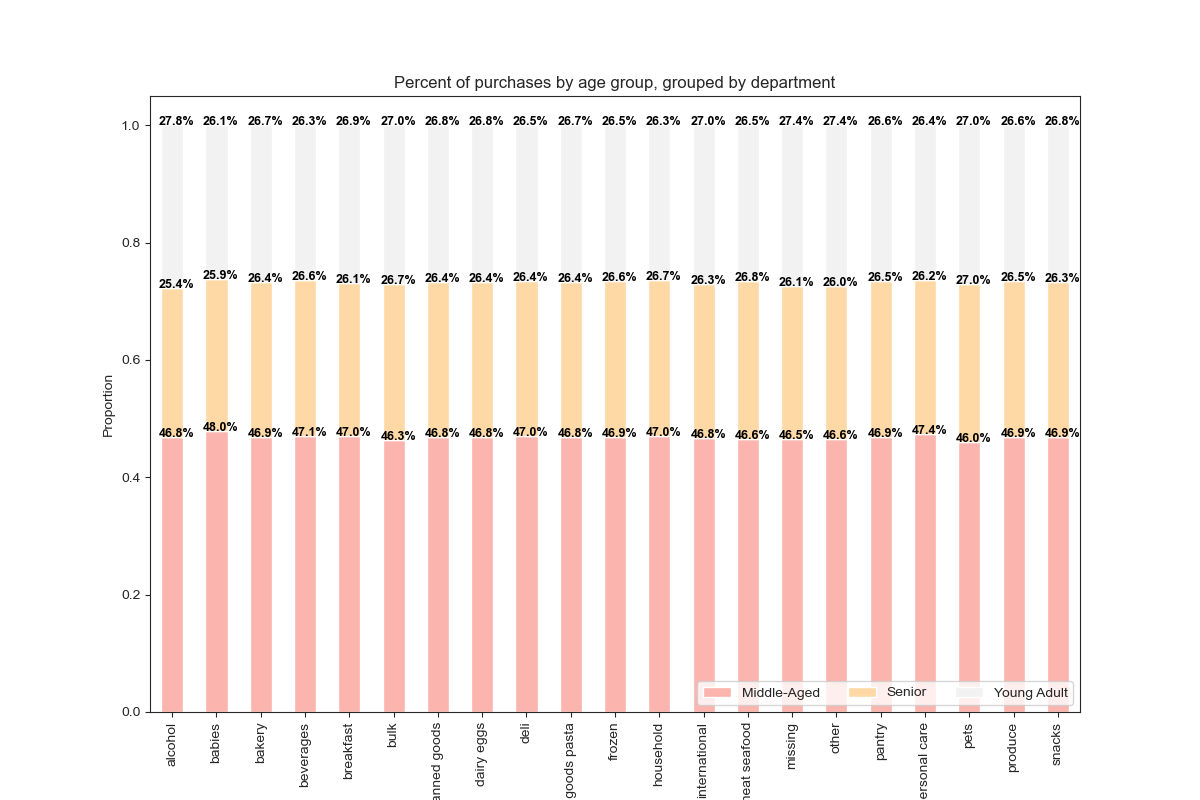 Percent of purchases by age group, grouped by department
1.0
27.8% 26.1% 26.7% 26.3% 26.9% 27.0% 26.8% 26.8% 26.5% 26.7% 26.5% 26.3% 27.0% 26.5% 27.4% 27.4% 26.6% 26.4% 27.0% 26.6% 26.8%
0.8
25.4% 25.9% 26.4% 26.6% 26.1% 26.7% 26.4% 26.4% 26.4% 26.4% 26.6% 26.7% 26.3% 26.8% 26.1% 26.0% 26.5% 26.2% 27.0% 26.5% 26.3%
0.6
Proportion
46.8% 48.0% 46.9% 47.1% 47.0% 46.3% 46.8% 46.8% 47.0% 46.8% 46.9% 47.0% 46.8% 46.6% 46.5% 46.6% 46.9% 47.4% 46.0% 46.9% 46.9%
0.4
0.2
0.0
Middle-Aged Senior Young Adult
alcohol
babies
bakery
beverages
breakfast
bulk
anned goods
dairy eggs
deli
goods pasta
frozen
household
international
neat seafood
missing
other
pantry
ersonal care
pets
produce
snacks